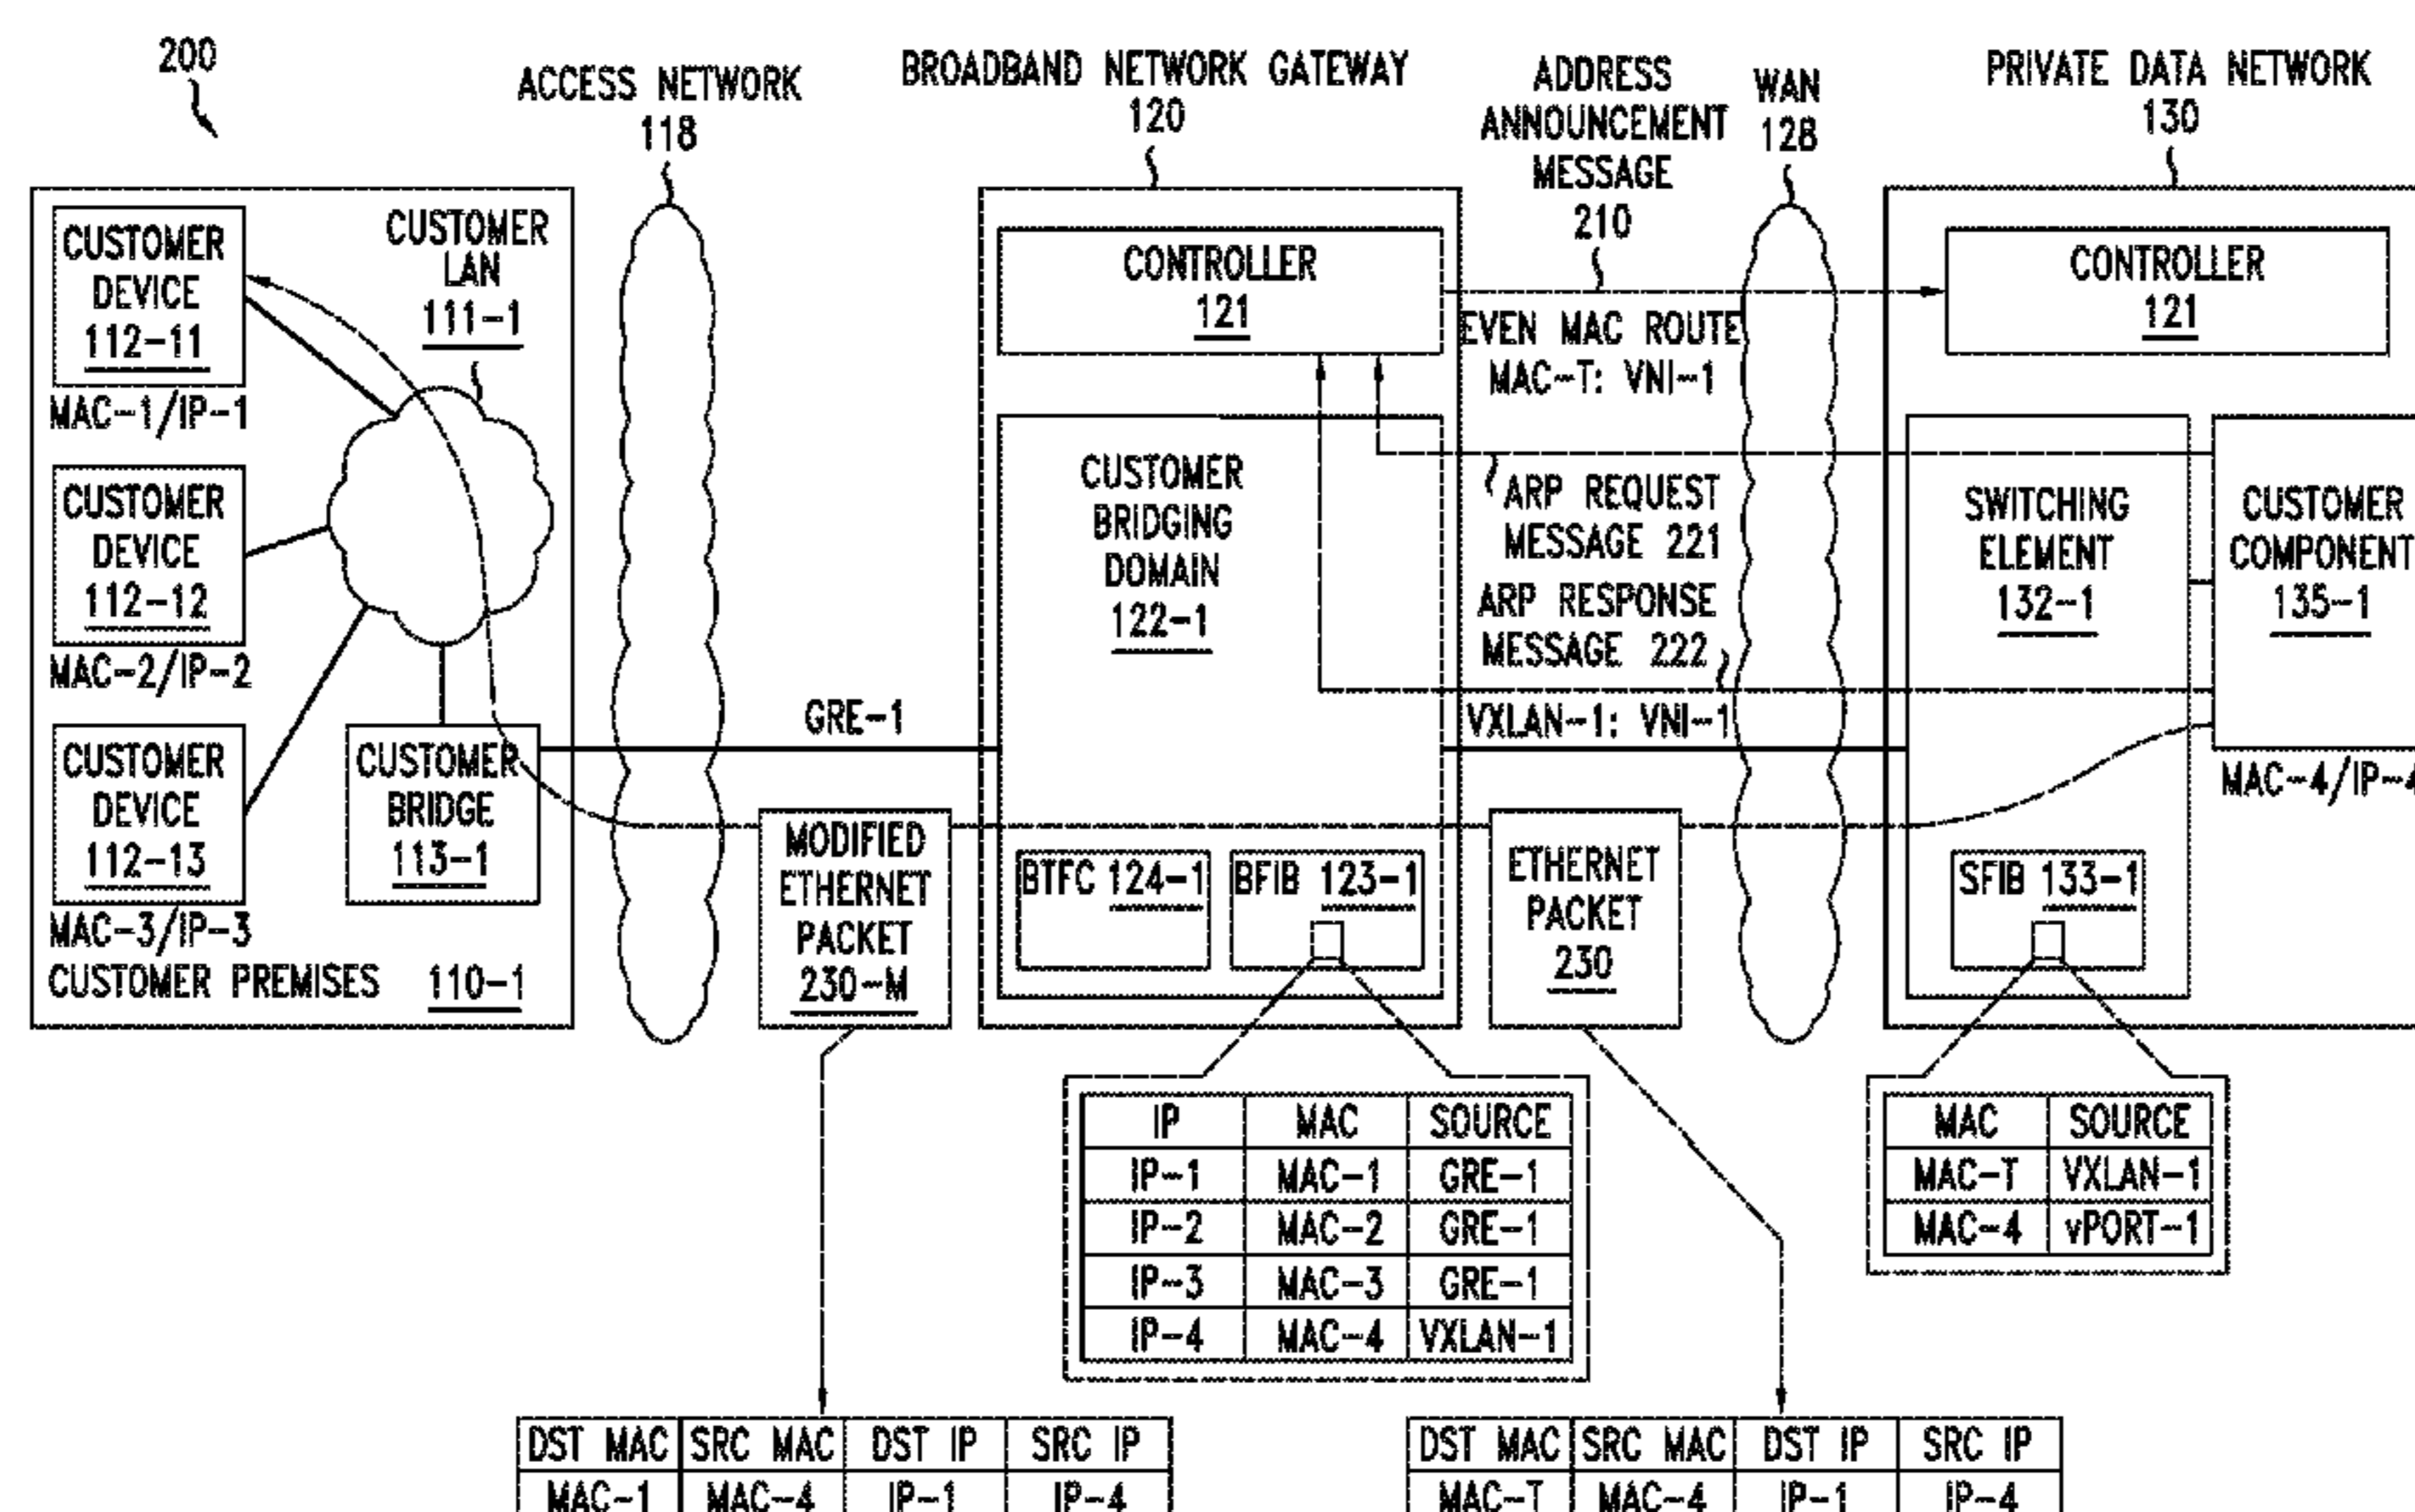 200
ACCESS NETWORK
118
BROADBAND NETWORK GATEWAY
120
ADDRESS
ANNOUNCEMENT
MESSAGE
210
WAN
128
PRIVATE DATA NETWORK
130
CUSTOMER
DEVICE
112-11
MAC-1/IP-1
CUSTOMER
LAN
111-1
CUSTOMER
DEVICE
112-12
MAC-2/IP-2
CUSTOMER
DEVICE
112-13
MAC-3/IP-3
CUSTOMER
BRIDGE
113-1
CUSTOMER PREMISES 110-1
GRE-1
MODIFIED
ETHERNET
PACKET
230-M
CONTROLLER
121
CUSTOMER
BRIDGING
DOMAIN
122-1
BTFC 124-1
BFIB 123-1
EVEN MAC ROUTE
MAC-T: VNI-1
ARP REQUEST
MESSAGE 221
ARP RESPONSE
MESSAGE 222
VXLAN-1: VNI-1
ETHERNET
PACKET
230
CONTROLLER
121
SWITCHING
ELEMENT
132-1
SFIB 133-1
CUSTOMER
COMPONENT
135-1
MAC-4/IP-4
IP MAC SOURCE
IP-1 MAC-1 GRE-1
IP-2 MAC-2 GRE-1
IP-3 MAC-3 GRE-1
IP-4 MAC-4 VXLAN-1
MAC SOURCE
MAC-T VXLAN-1
MAC-4 vPORT-1
DST MAC SRC MAC DST IP SRC IP
MAC-1 MAC-4 IP-1 IP-4
DST MAC SRC MAC DST IP SRC IP
MAC-T MAC-4 IP-1 IP-4